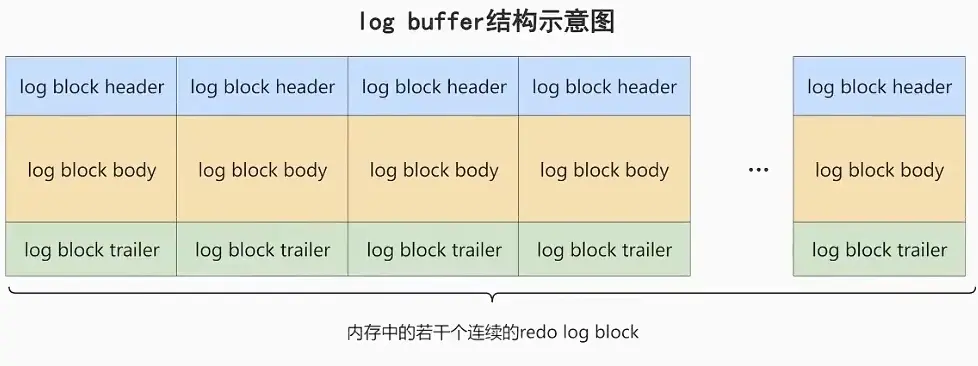 log buffer结构示意图
log block header log block header log block header log block header log block header
log block body log block body log block body log block body ... log block body
log block trailer log block trailer log block trailer log block trailer log block trailer
内存中的若干个连续的redo log block